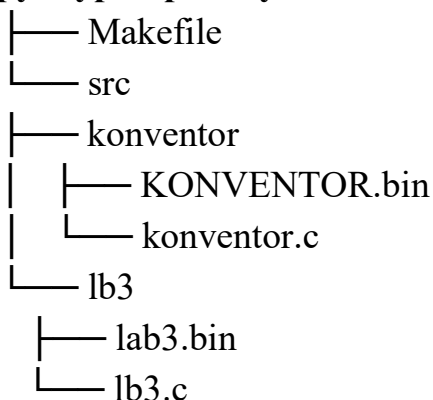 ├── Makefile
└── src
├── konventor
│ ├── KONVENTOR.bin
│ └── konventor.c
└── lb3
├── lab3.bin
└── lb3.c